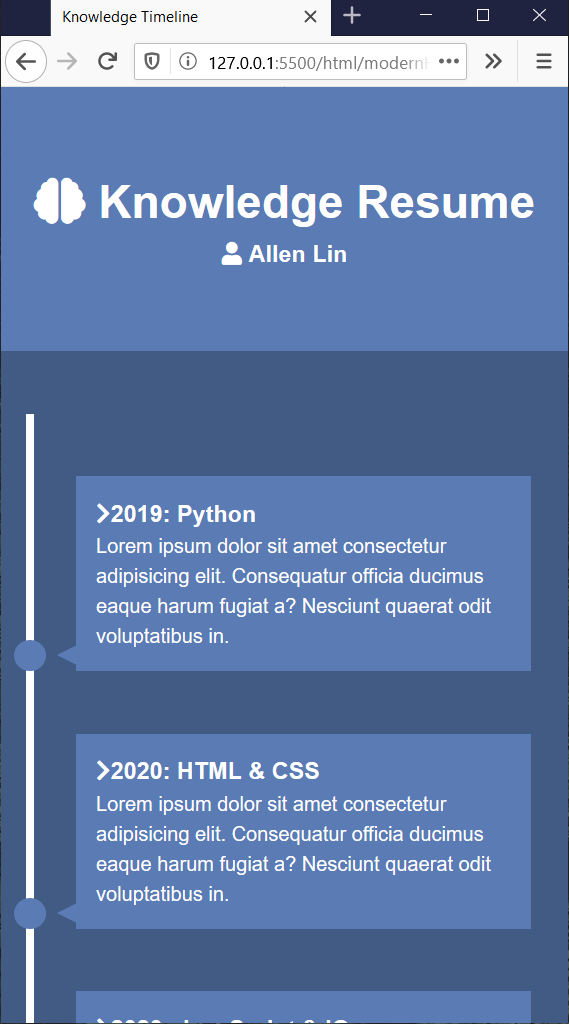 Knowledge Timeline
127.0.0.1:5500/html/modern
Knowledge Resume
Allen Lin
2019: Python
Lorem ipsum dolor sit amet consectetur
adipisicing elit. Consequatur officia ducimus
eaque harum fugiat a? Nesciunt quaerat odit
voluptatibus in.
2020: HTML & CSS
Lorem ipsum dolor sit amet consectetur
adipisicing elit. Consequatur officia ducimus
eaque harum fugiat a? Nesciunt quaerat odit
voluptatibus in.